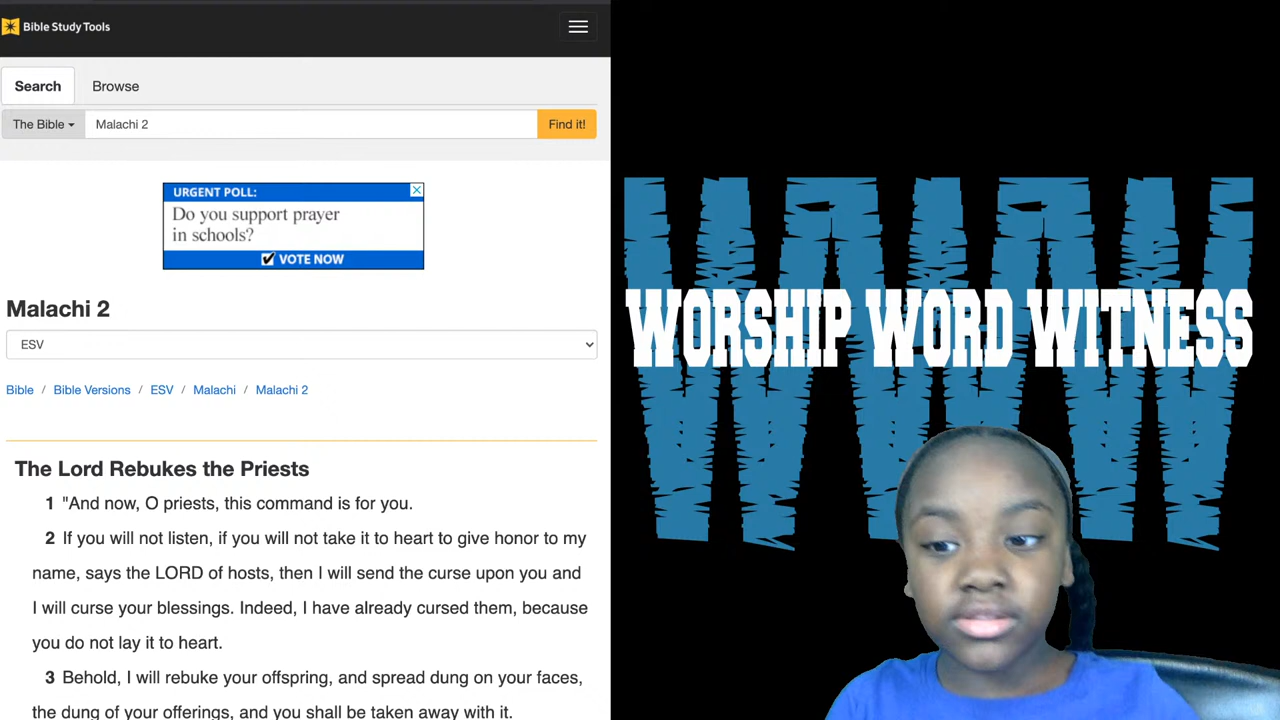 Bible Study Tools
Search Browse
The Bible Malachi 2 Find it!
URGENT POLL:
Do you support prayer
in schools?
VOTE NOW
Malachi 2
ESV
Bible / Bible Versions / ESV / Malachi / Malachi 2
The Lord Rebukes the Priests
1 "And now, O priests, this command is for you.
2 If you will not listen, if you will not take it to heart to give honor to my
name, says the LORD of hosts, then I will send the curse upon you and
I will curse your blessings. Indeed, I have already cursed them, because
you do not lay it to heart.
3 Behold, I will rebuke your offspring, and spread dung on your faces,
the dung of your offerings, and you shall be taken away with it.
WWW
WORSHIP WORD WITNESS